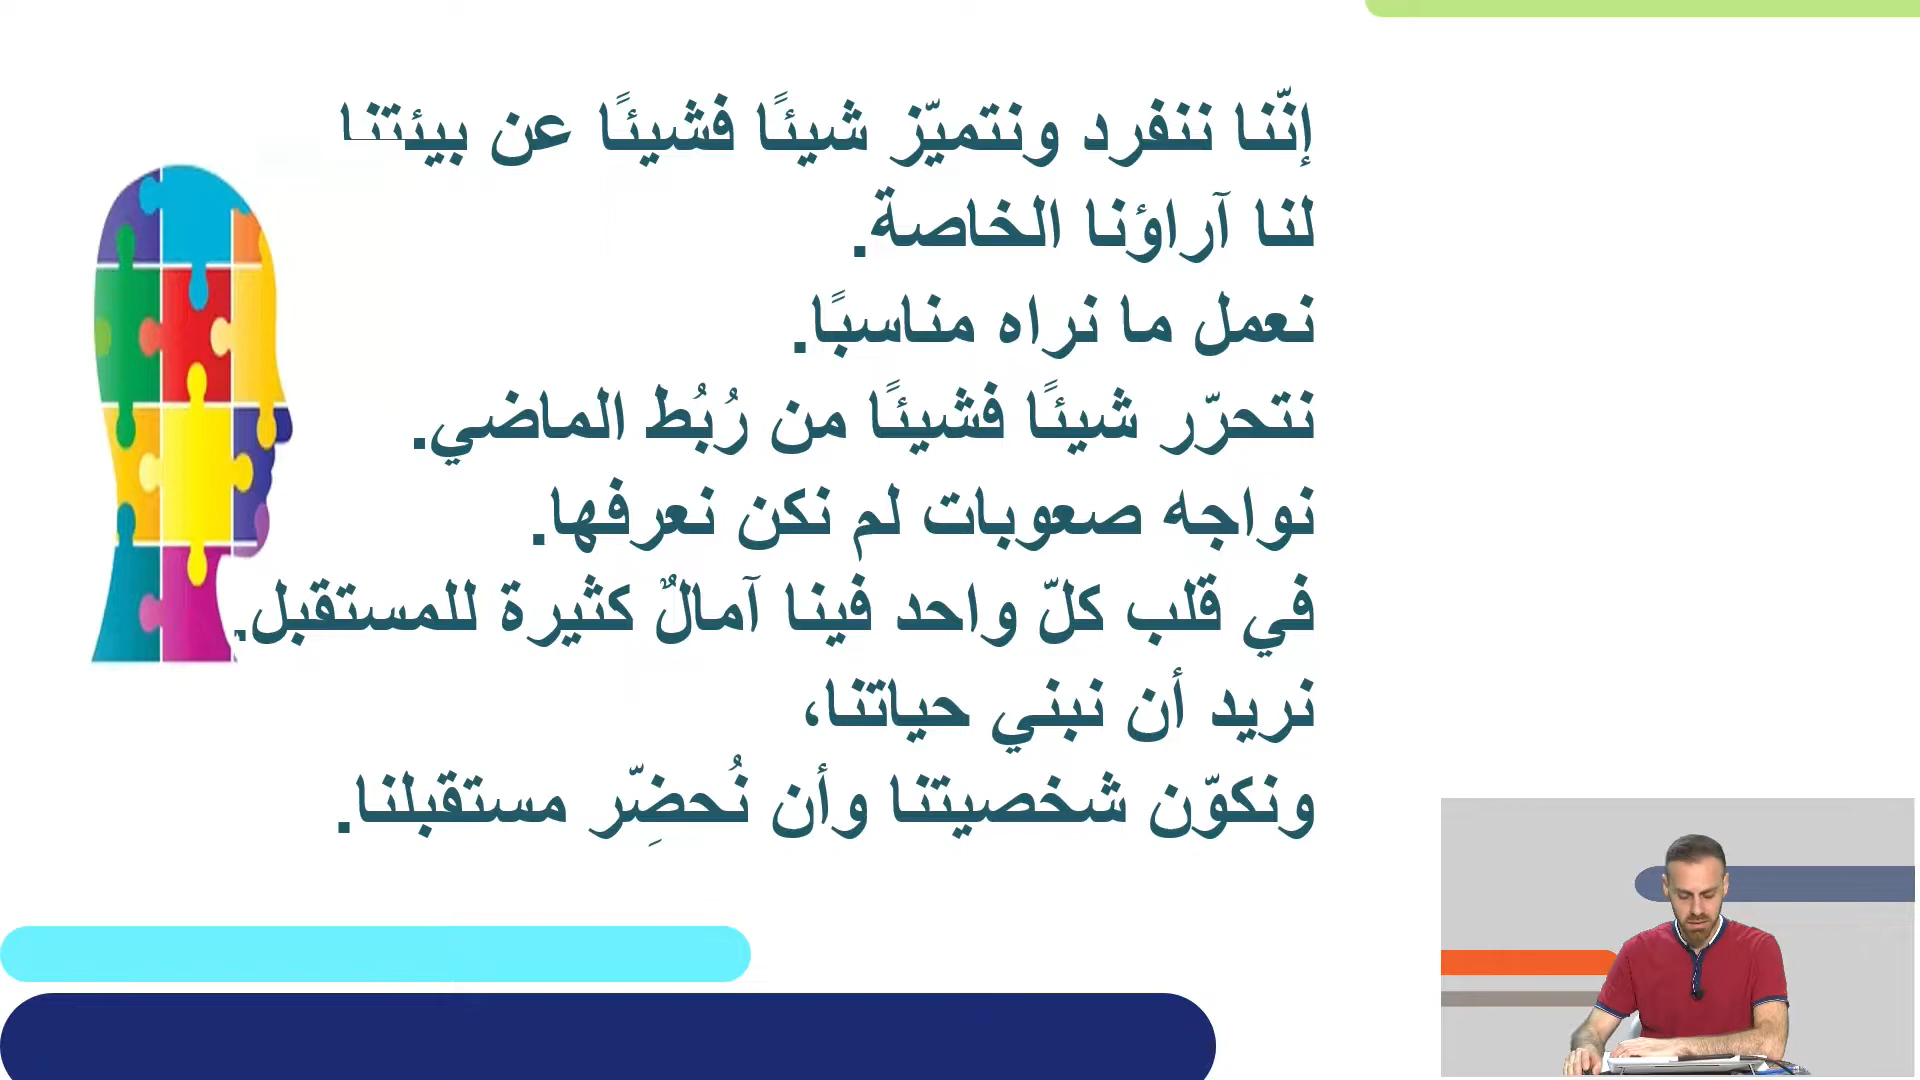 إنّنا ننفرد ونتميّز شيئًا فشيئًا عن بيئتنا
لنا آراؤنا الخاصة.
نعمل ما نراه مناسبًا.
نتحرّر شيئًا فشيئًا من رُبُط الماضي.
نواجه صعوبات لم نكن نعرفها.
في قلب كلّ واحد فينا آمالٌ كثيرة للمستقبل.
نريد أن نبني حياتنا،
ونكوّن شخصيتنا وأن نُحضِّر مستقبلنا.